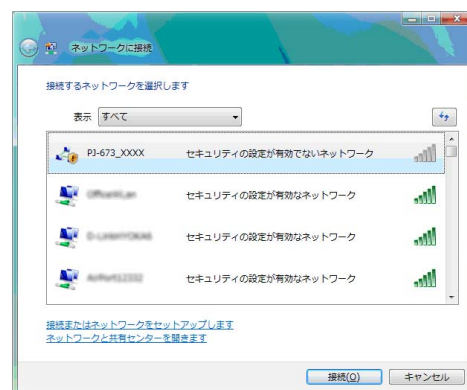 ネットワークに接続
接続するネットワークを選択します
表示 すべて
PJ-673_XXXX セキュリティの設定が有効でないネットワーク
セキュリティの設定が有効なネットワーク
セキュリティの設定が有効なネットワーク
セキュリティの設定が有効なネットワーク
接続またはネットワークをセットアップします
ネットワークと共有センターを開きます
接続(O) キャンセル